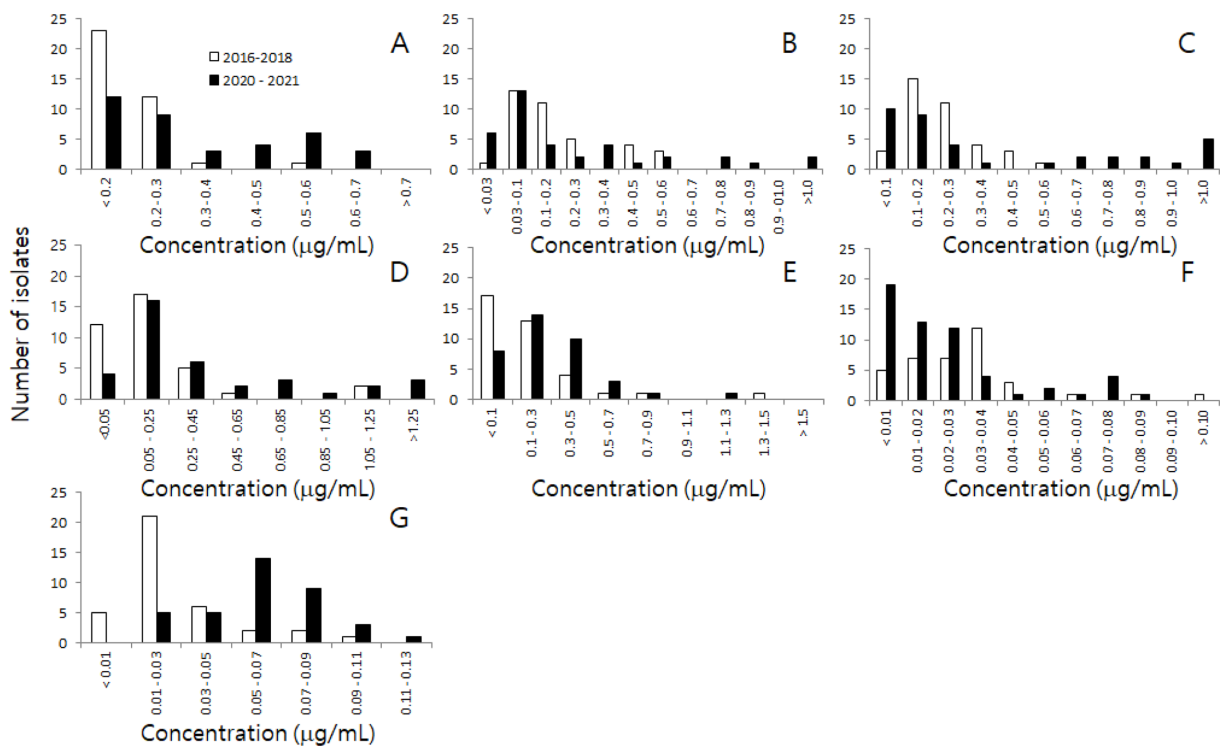 25
20
15
10
5
0
A
2016-2018
2020 - 2021
< 0.2
0.2 - 0.3
0.3 - 0.4
0.4 - 0.5
0.5 - 0.6
0.6 - 0.7
> 0.7
Concentration (μg/mL)
25
20
15
10
5
0
B
< 0.03
0.03 - 0.1
0.1 - 0.2
0.2 - 0.3
0.3 - 0.4
0.4 - 0.5
0.5 - 0.6
0.6 - 0.7
0.7 - 0.8
0.8 - 0.9
0.9 - 01.0
>1.0
Concentration (μg/mL)
25
20
15
10
5
0
C
< 0.1
0.1 - 0.2
0.2 - 0.3
0.3 - 0.4
0.4 - 0.5
0.5 - 0.6
0.6 - 0.7
0.7 - 0.8
0.8 - 0.9
0.9 - 1.0
>1.0
Concentration (μg/mL)
Number of isolates
25
20
15
10
5
0
D
<0.05
0.05 - 0.25
0.25 - 0.45
0.45 - 0.65
0.65 - 0.85
0.85 - 1.05
1.05 - 1.25
> 1.25
Concentration (μg/mL)
25
20
15
10
5
0
E
< 0.1
0.1 - 0.3
0.3 - 0.5
0.5 - 0.7
0.7 - 0.9
0.9 - 1.1
1.1 - 1.3
1.3 - 1.5
> 1.5
Concentration (μg/mL)
25
20
15
10
5
0
F
< 0.01
0.01 - 0.02
0.02 - 0.03
0.03 - 0.04
0.04 - 0.05
0.05 - 0.06
0.06 - 0.07
0.07 - 0.08
0.08 - 0.09
0.09 - 0.10
> 0.10
Concentration (μg/mL)
25
20
15
10
5
0
G
< 0.01
0.01 - 0.03
0.03 - 0.05
0.05 - 0.07
0.07 - 0.09
0.09 - 0.11
0.11 - 0.13
Concentration (μg/mL)